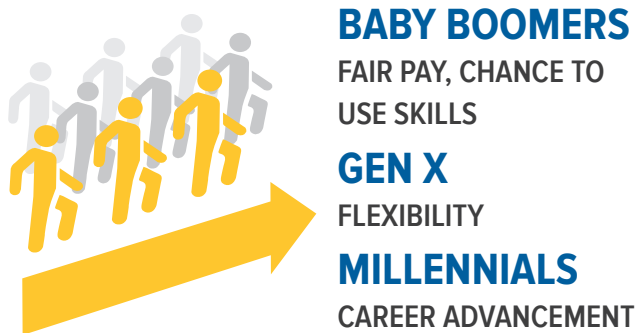 BABY BOOMERS
FAIR PAY, CHANCE TO
USE SKILLS
GEN X
FLEXIBILITY
MILLENNIALS
CAREER ADVANCEMENT